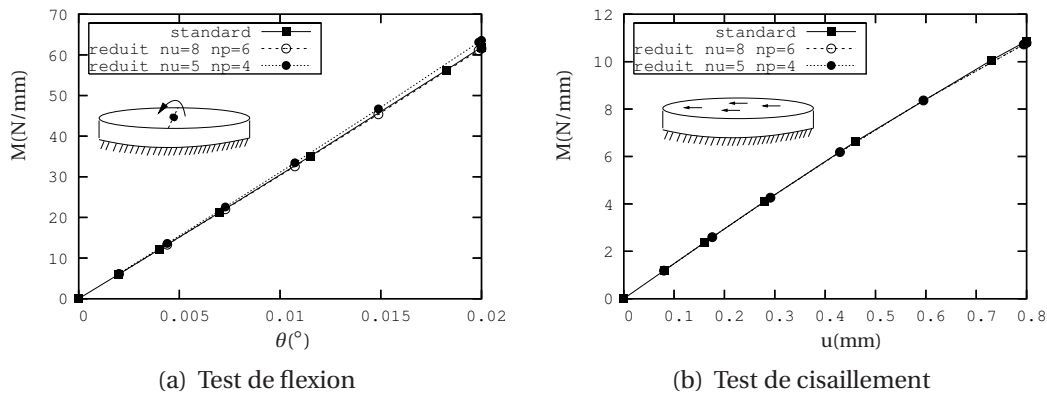 70
60
50
40
30
20
10
0
M(N/mm)
standard
reduit nu=8 np=6
reduit nu=5 np=4
0 0.005 0.01 0.015 0.02
θ(°)
(a) Test de flexion
12
10
8
6
4
2
0
M(N/mm)
standard
reduit nu=8 np=6
reduit nu=5 np=4
0 0.1 0.2 0.3 0.4 0.5 0.6 0.7 0.8
u(mm)
(b) Test de cisaillement